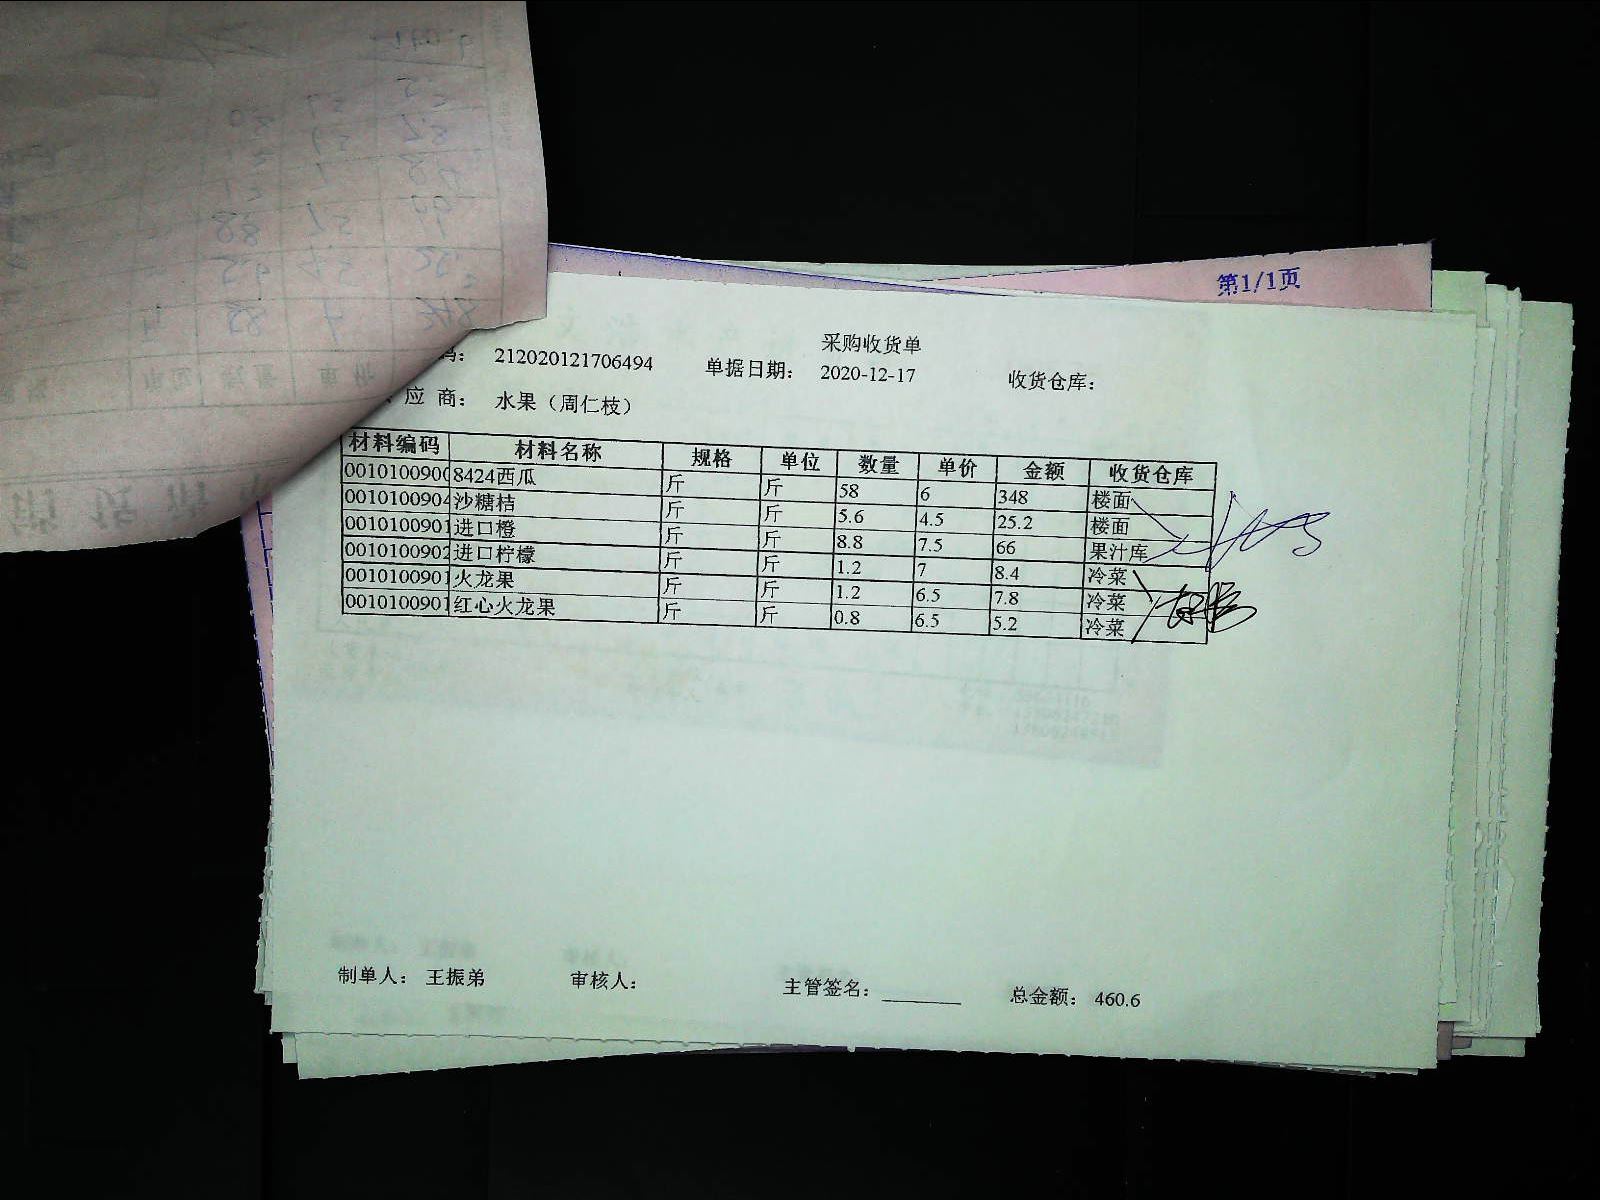 第1/1页
采购收货单
码： 212020121706494 单据日期： 2020-12-17 收货仓库：
应 商： 水果（周仁枝）
材料编码 材料名称 规格 单位 数量 单价 金额 收货仓库
001010090 8424西瓜 斤 斤 58 6 348 楼面
0010100904 沙糖桔 斤 斤 5.6 4.5 25.2 楼面
0010100901 进口橙 斤 斤 8.8 7.5 66 果汁库
0010100902 进口柠檬 斤 斤 1.2 7 8.4 冷菜
0010100901 火龙果 斤 斤 1.2 6.5 7.8 冷菜
0010100901 红心火龙果 斤 斤 0.8 6.5 5.2 冷菜
制单人： 王振弟 审核人： 主管签名： 总金额： 460.6